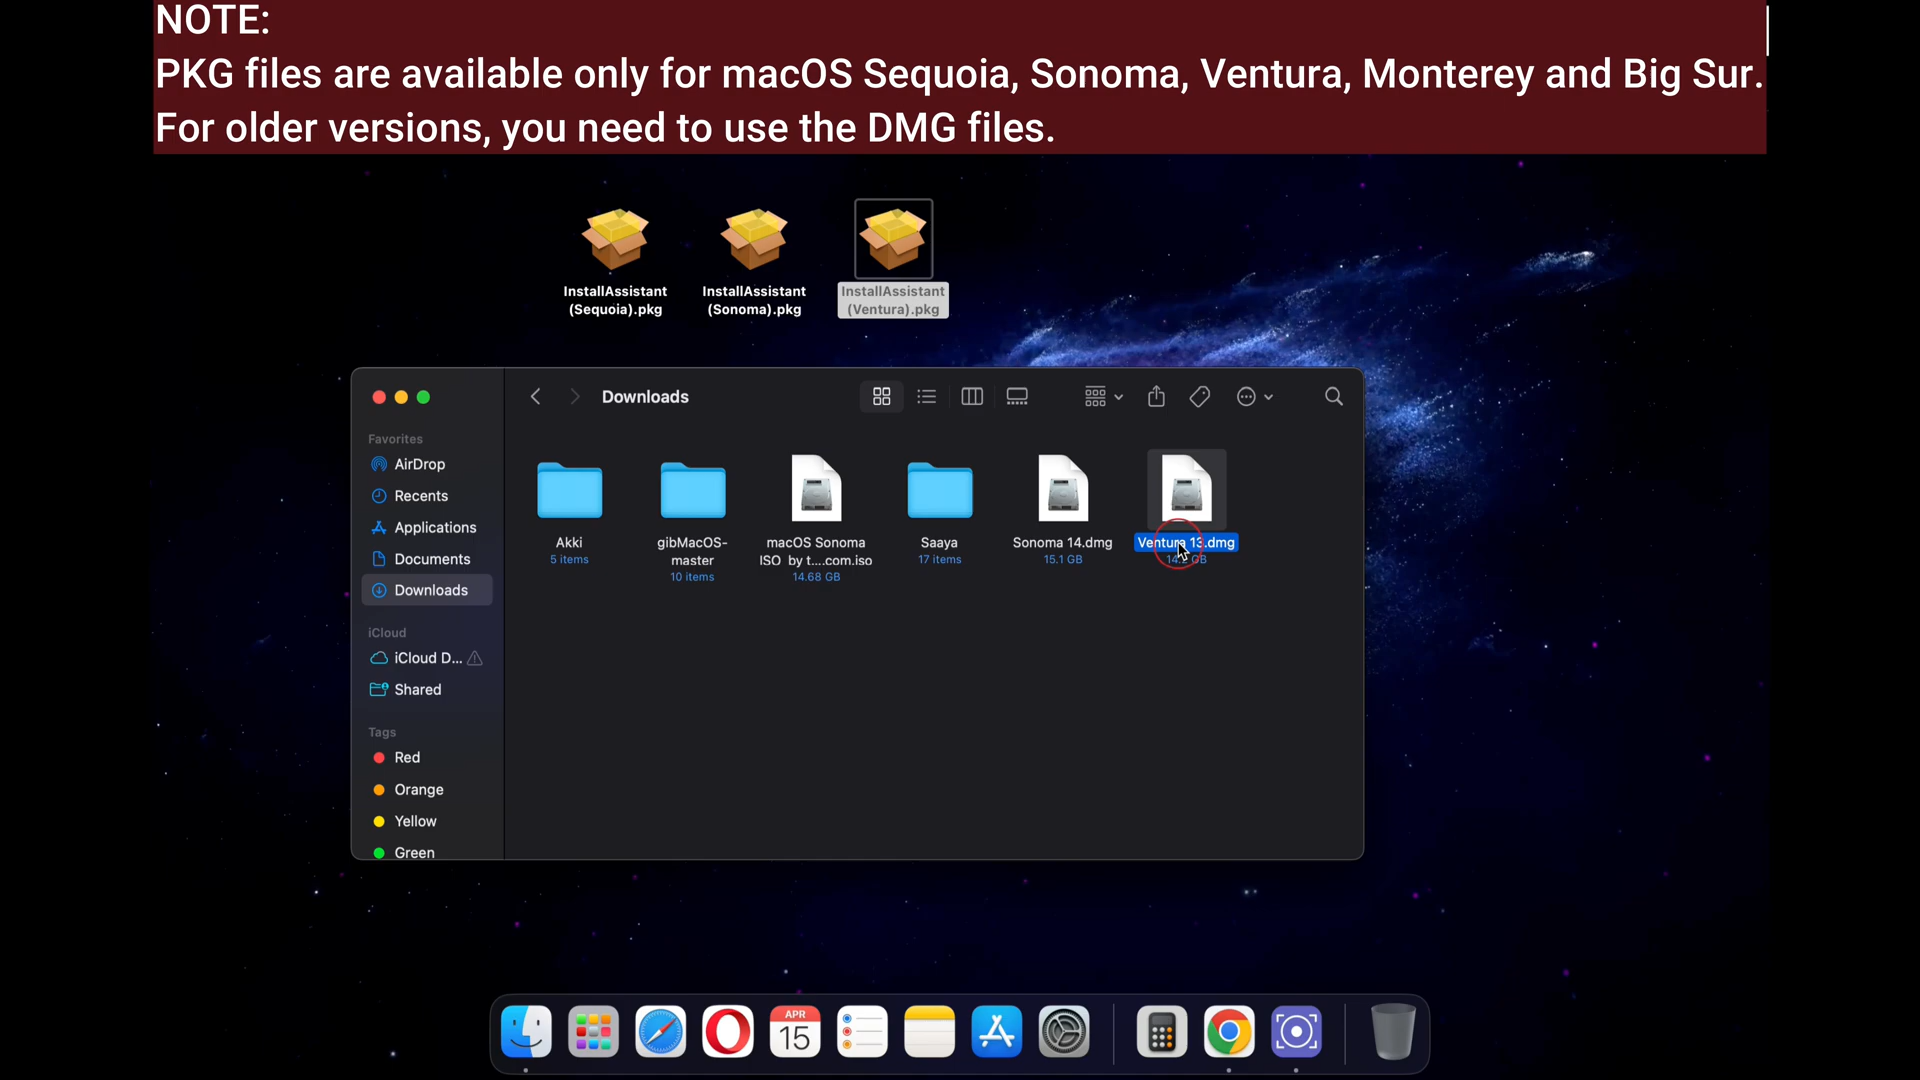 NOTE:
PKG files are available only for macOS Sequoia, Sonoma, Ventura, Monterey and Big Sur.
For older versions, you need to use the DMG files.
InstallAssistant
(Sequoia).pkg
InstallAssistant
(Sonoma).pkg
InstallAssistant
(Ventura).pkg
Downloads
Favorites
AirDrop
Recents
Applications
Documents
Downloads
iCloud
iCloud D...
Shared
Tags
Red
Orange
Yellow
Green
Akki
5 items
gibMacOS-
master
10 items
macOS Sonoma
ISO by t....com.iso
14.68 GB
Saaya
17 items
Sonoma 14.dmg
15.1 GB
Ventura 13.dmg
14.2 GB
APR
15